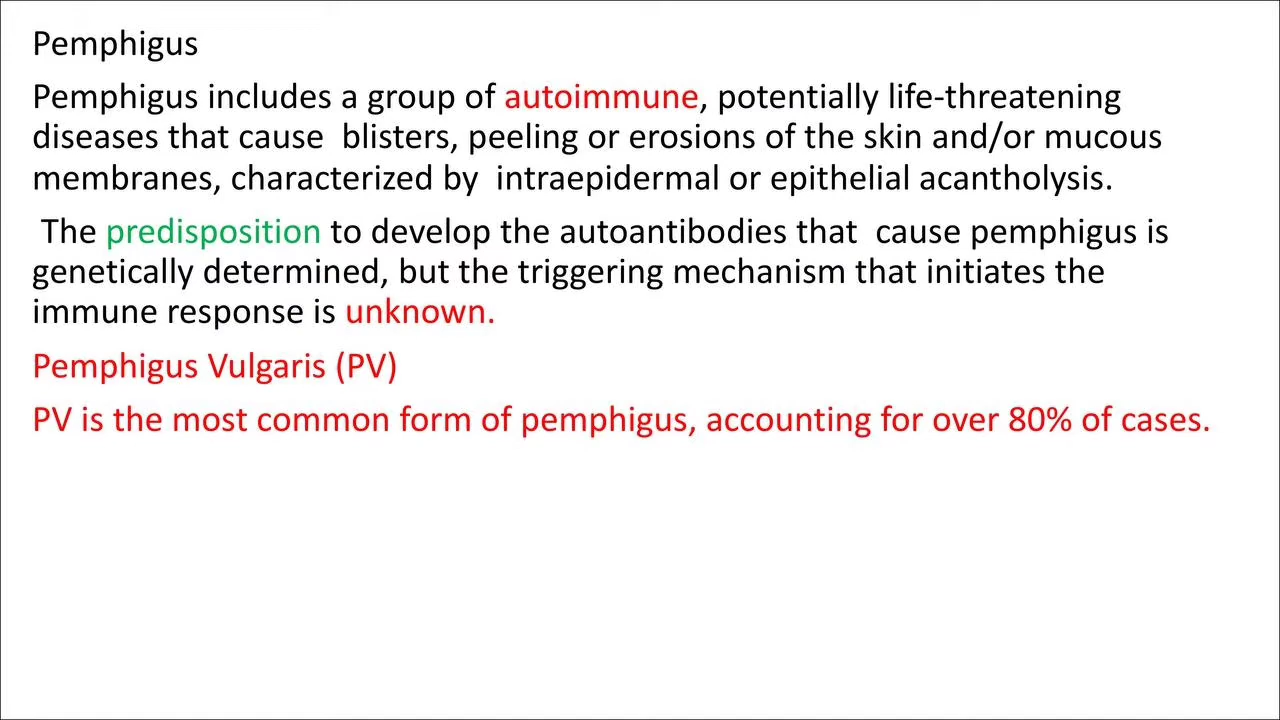 Pemphigus
Pemphigus includes a group of autoimmune, potentially life-threatening
diseases that cause  blisters, peeling or erosions of the skin and/or mucous
membranes, characterized by  intraepidermal or epithelial acantholysis.
The predisposition to develop the autoantibodies that  cause pemphigus is
genetically determined, but the triggering mechanism that initiates the
immune response is unknown.
Pemphigus Vulgaris (PV)
PV is the most common form of pemphigus, accounting for over 80% of cases.